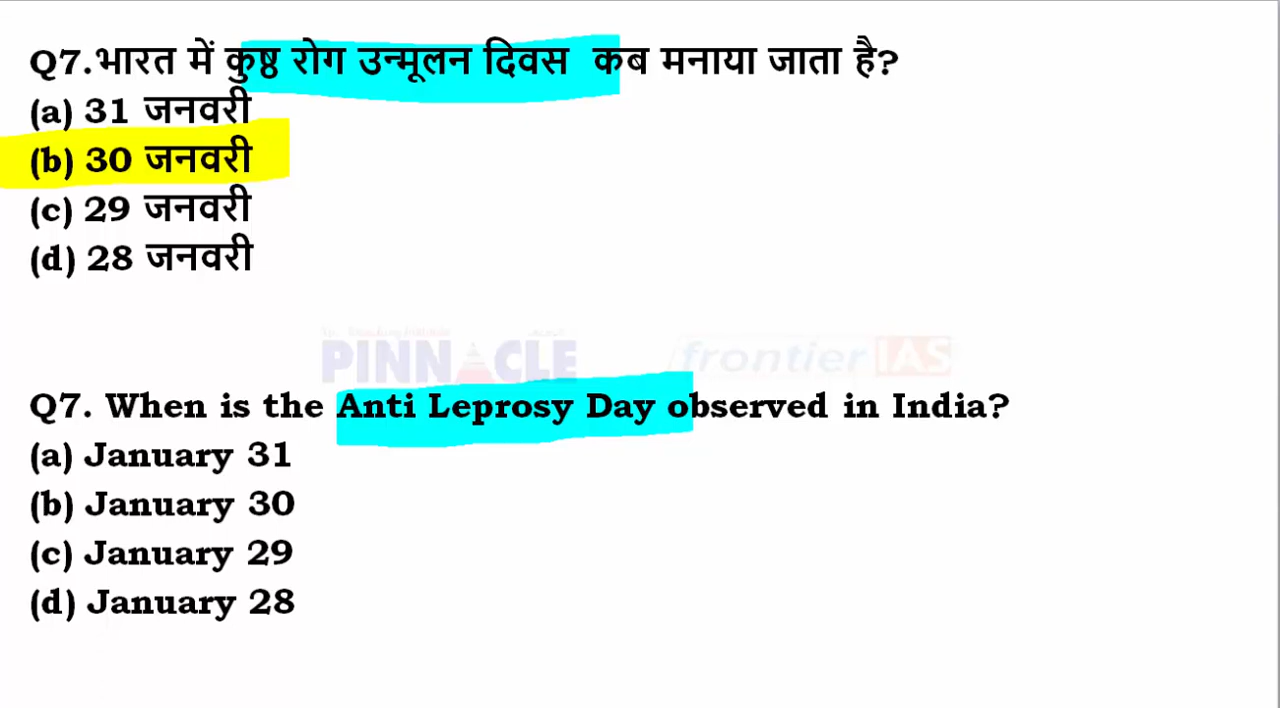 Q7.भारत में कुष्ठ रोग उन्मूलन दिवस कब मनाया जाता है?
(a) 31 जनवरी
(b) 30 जनवरी
(c) 29 जनवरी
(d) 28 जनवरी
PINNACLE frontier IAS
Q7. When is the Anti Leprosy Day observed in India?
(a) January 31
(b) January 30
(c) January 29
(d) January 28